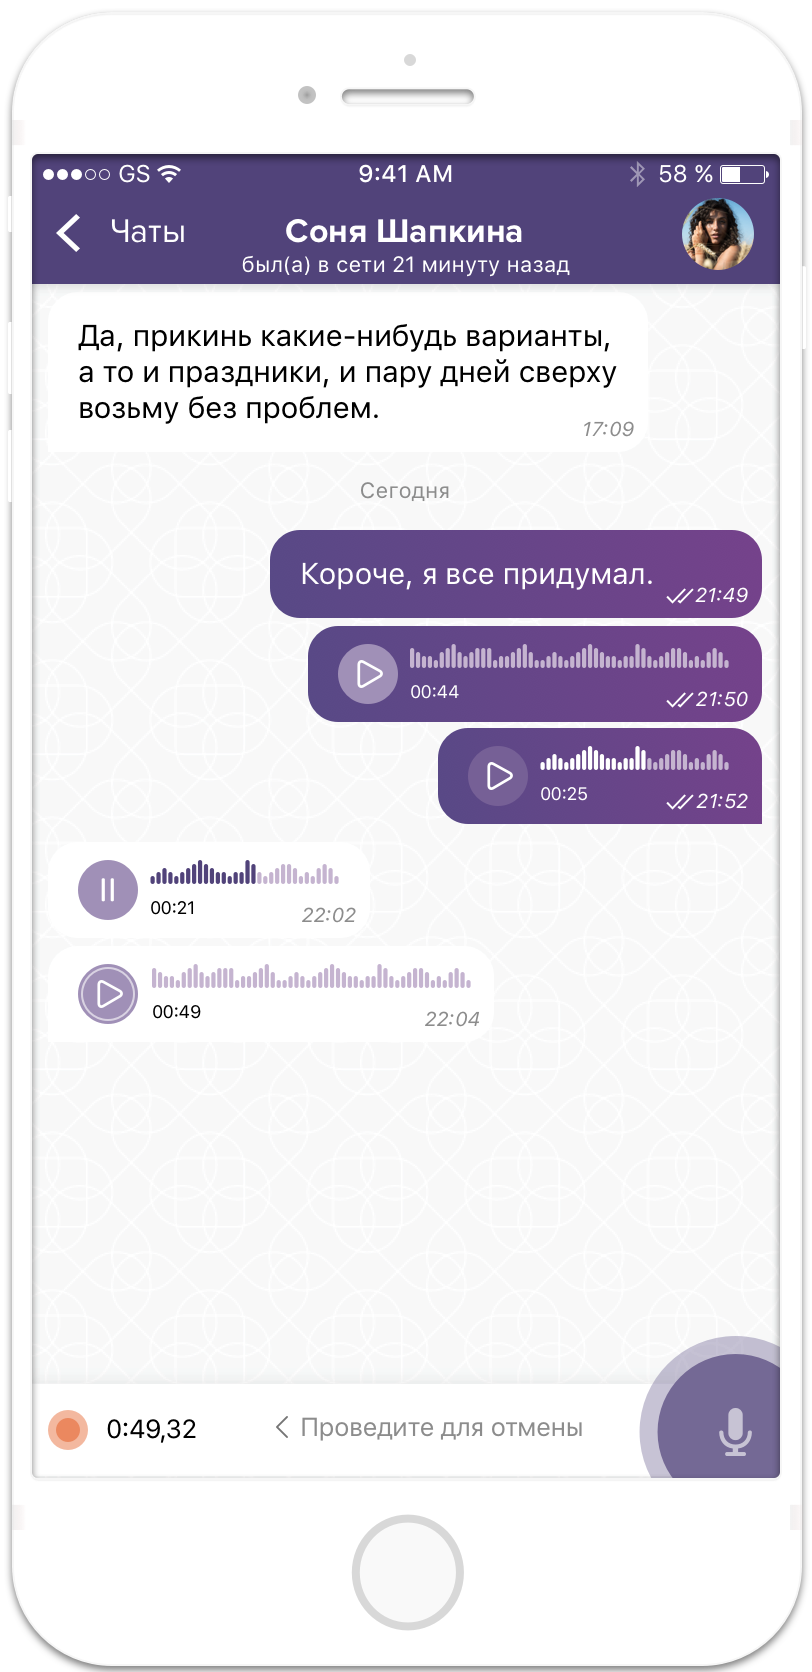 GS 9:41 AM 58 %
Чаты Соня Шапкина
был(а) в сети 21 минуту назад
Да, прикинь какие-нибудь варианты,
а то и праздники, и пару дней сверху
возьму без проблем.
17:09
Сегодня
Короче, я все придумал.
21:49
00:44
21:50
00:25
21:52
00:21
22:02
00:49
22:04
0:49,32 Проведите для отмены